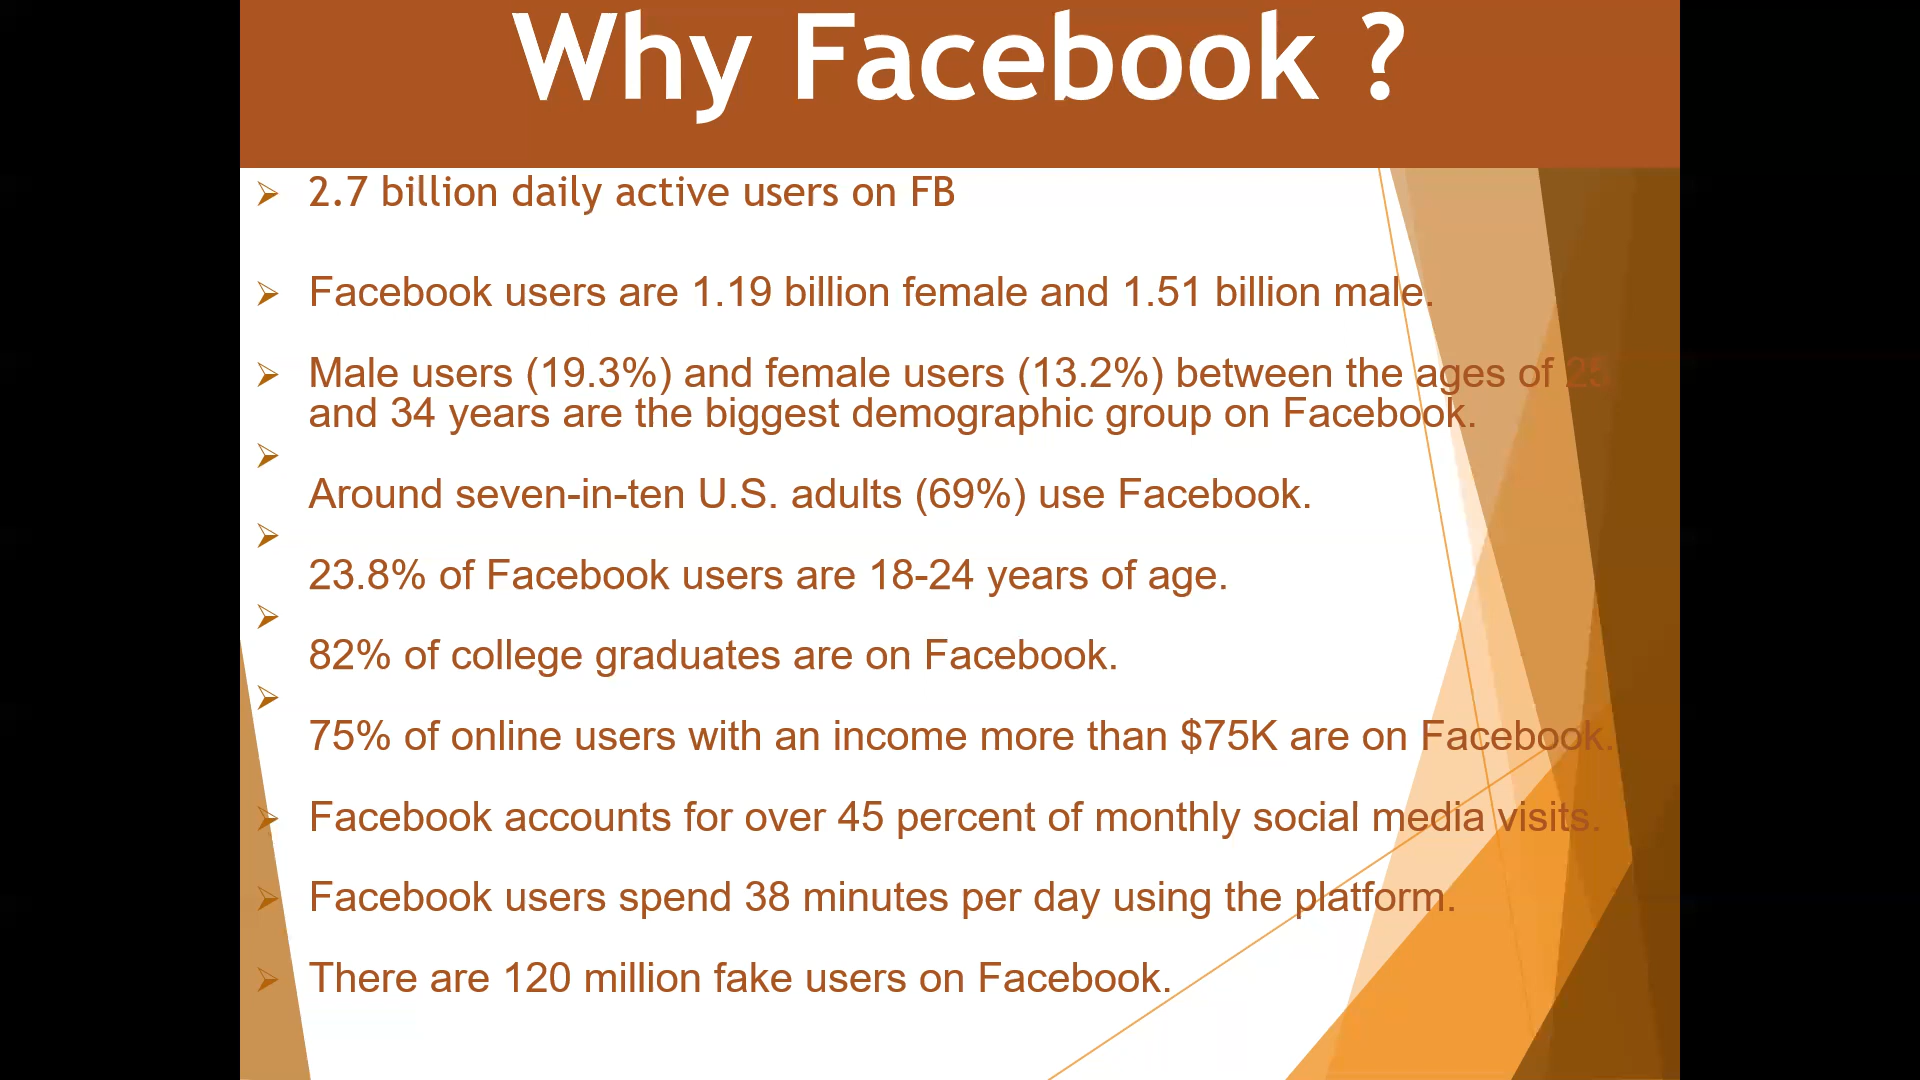 Why Facebook ?
2.7 billion daily active users on FB
Facebook users are 1.19 billion female and 1.51 billion male.
Male users (19.3%) and female users (13.2%) between the ages of 25
and 34 years are the biggest demographic group on Facebook.
Around seven-in-ten U.S. adults (69%) use Facebook.
23.8% of Facebook users are 18-24 years of age.
82% of college graduates are on Facebook.
75% of online users with an income more than $75K are on Facebook.
Facebook accounts for over 45 percent of monthly social media visits.
Facebook users spend 38 minutes per day using the platform.
There are 120 million fake users on Facebook.